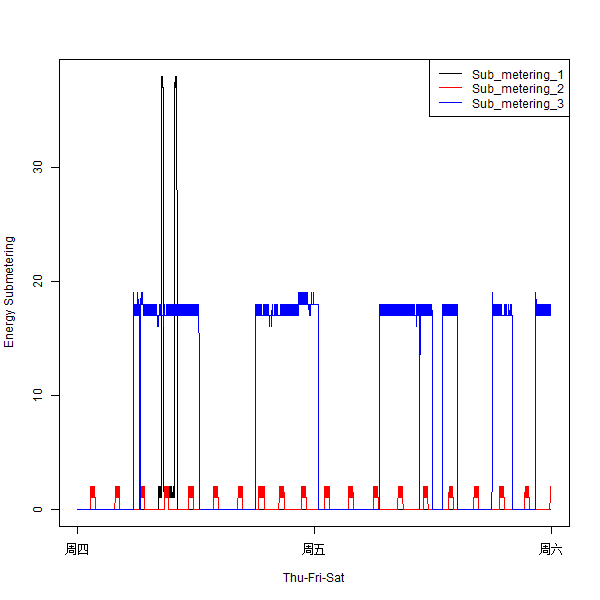 Sub_metering_1
Sub_metering_2
Sub_metering_3
Energy Submetering
30
20
10
0
周四 周五 周六
Thu-Fri-Sat